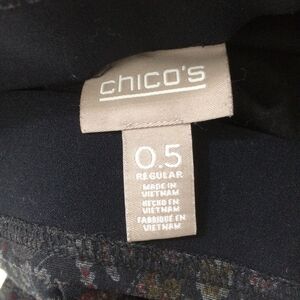 chico's
0.5
REGULAR
MADE IN
VIETNAM
HECHO EN
VIETNAM
FABRIQUÉ EN
VIETNAM